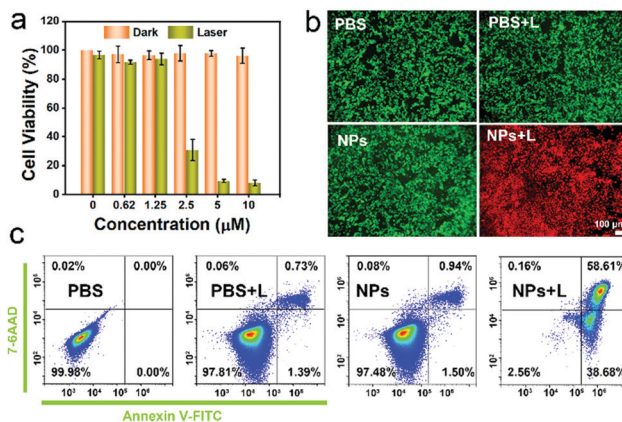 a
Dark
Laser
120
100
80
60
40
20
0
Cell Viability (%)
0
0.62
1.25
2.5
5
10
Concentration (μM)
b
PBS
PBS+L
NPs
NPs+L
100 μm
c
7-6AAD
0.02%
0.00%
PBS
99.98%
0.00%
0.06%
0.73%
PBS+L
97.81%
1.39%
0.08%
0.94%
NPs
97.48%
1.50%
0.16%
58.61%
NPs+L
2.56%
38.68%
Annexin V-FITC